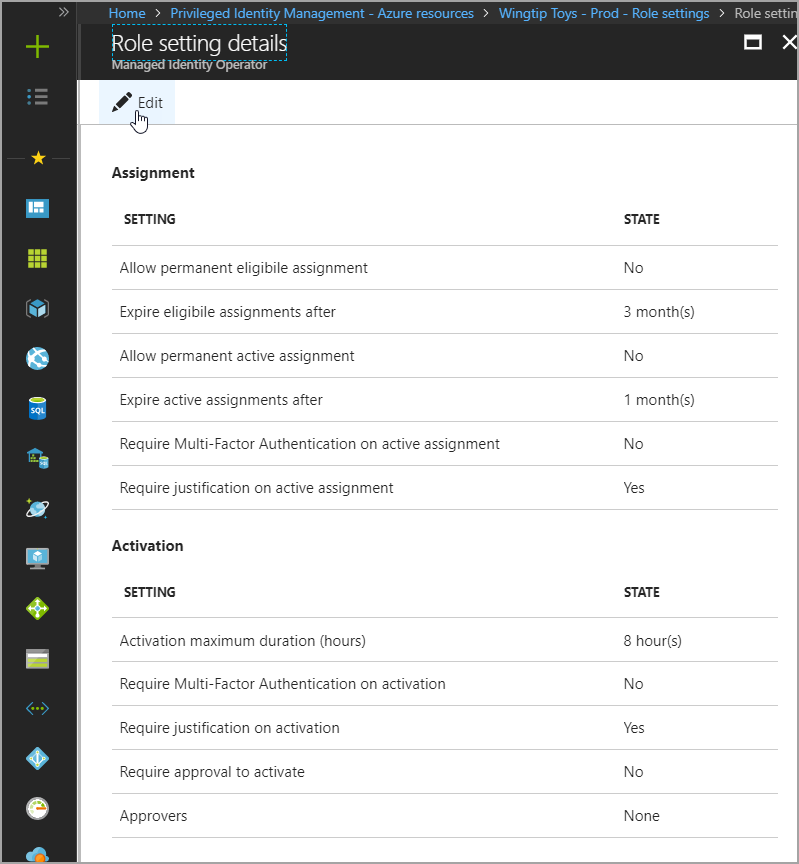 Home > Privileged Identity Management - Azure resources > Wingtip Toys - Prod - Role settings > Role settin
Role setting details
Managed Identity Operator
Edit
Assignment
SETTING STATE
Allow permanent eligibile assignment No
Expire eligibile assignments after 3 month(s)
Allow permanent active assignment No
Expire active assignments after 1 month(s)
Require Multi-Factor Authentication on active assignment No
Require justification on active assignment Yes
Activation
SETTING STATE
Activation maximum duration (hours) 8 hour(s)
Require Multi-Factor Authentication on activation No
Require justification on activation Yes
Require approval to activate No
Approvers None
SQL